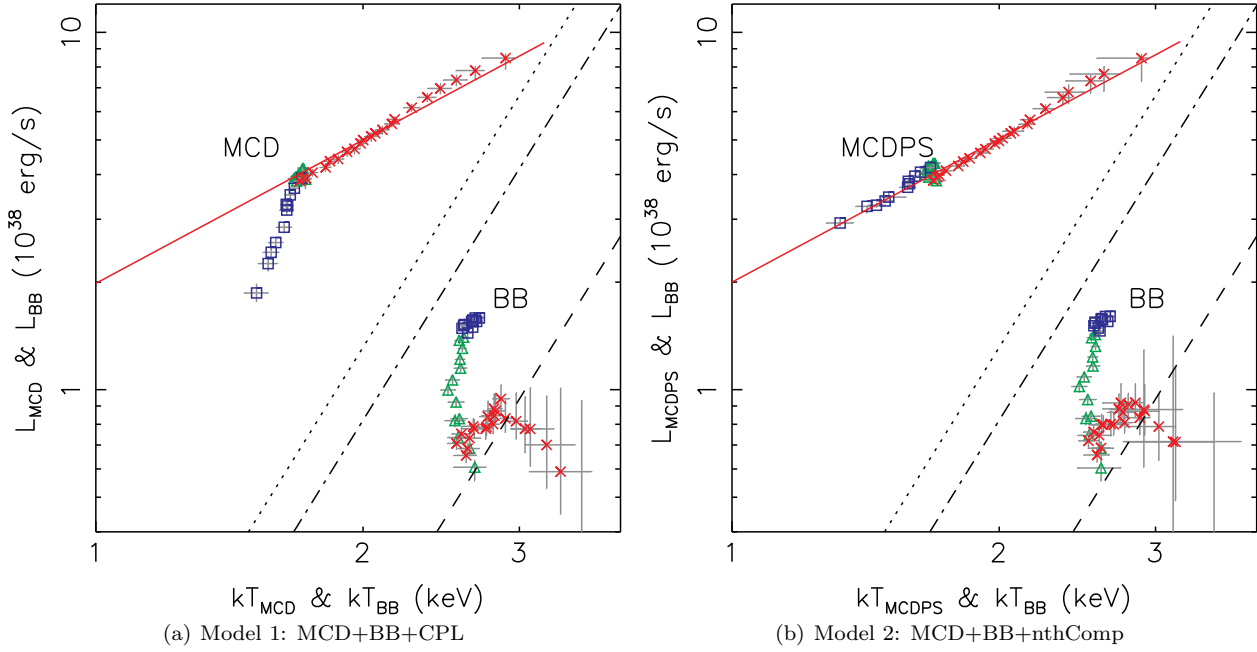 10
1
L_MCD & L_BB (10^38 erg/s)
MCD
BB
1
2
3
kT_MCD & kT_BB (keV)
(a) Model 1: MCD+BB+CPL
10
1
L_MCDPS & L_BB (10^38 erg/s)
MCDPS
BB
1
2
3
kT_MCDPS & kT_BB (keV)
(b) Model 2: MCD+BB+nthComp